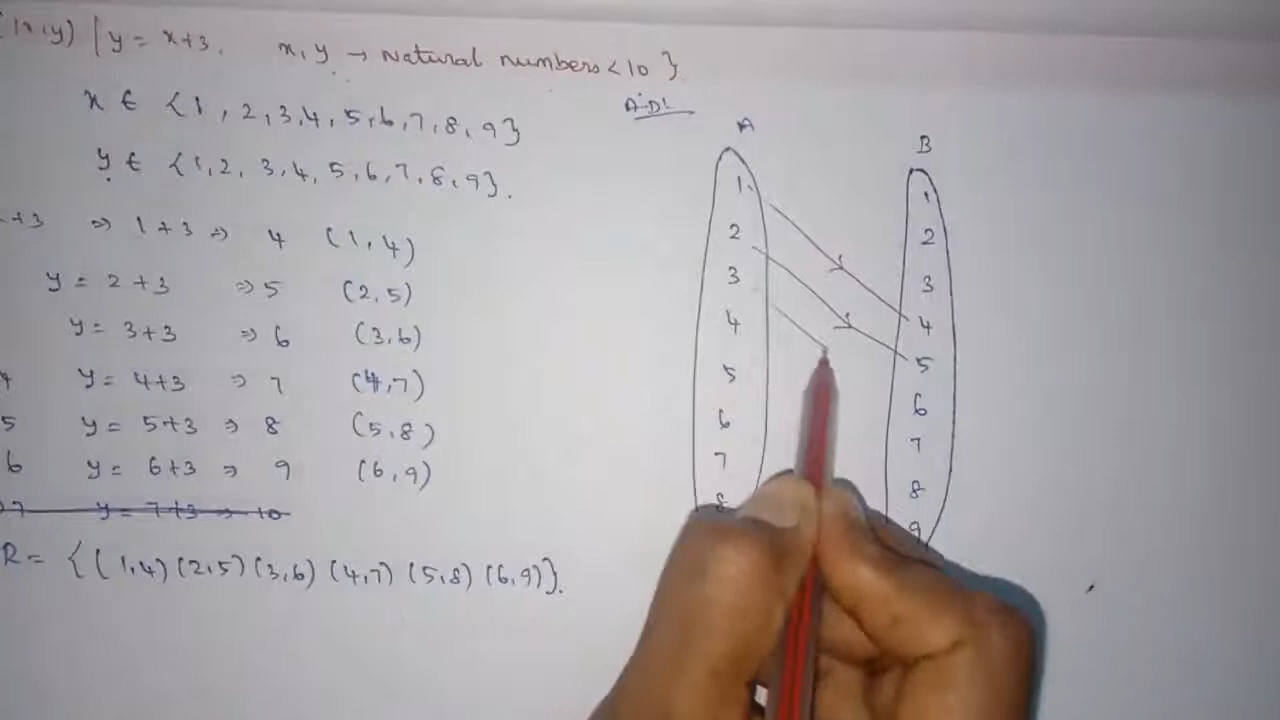 (x,y) | y = x+3, x,y → natural numbers < 10 }
x ∈ {1, 2, 3, 4, 5, 6, 7, 8, 9}
y ∈ {1, 2, 3, 4, 5, 6, 7, 8, 9}.
+3 ⇒ 1+3 ⇒ 4 (1,4)
y = 2+3 ⇒ 5 (2,5)
y = 3+3 ⇒ 6 (3,6)
y = 4+3 ⇒ 7 (4,7)
5 y = 5+3 ⇒ 8 (5,8)
6 y = 6+3 ⇒ 9 (6,9)
7 y = 7+3 ⇒ 10
R = {(1,4) (2,5) (3,6) (4,7) (5,8) (6,9)}.
A
1
2
3
4
5
6
7
8
B
1
2
3
4
5
6
7
8
9